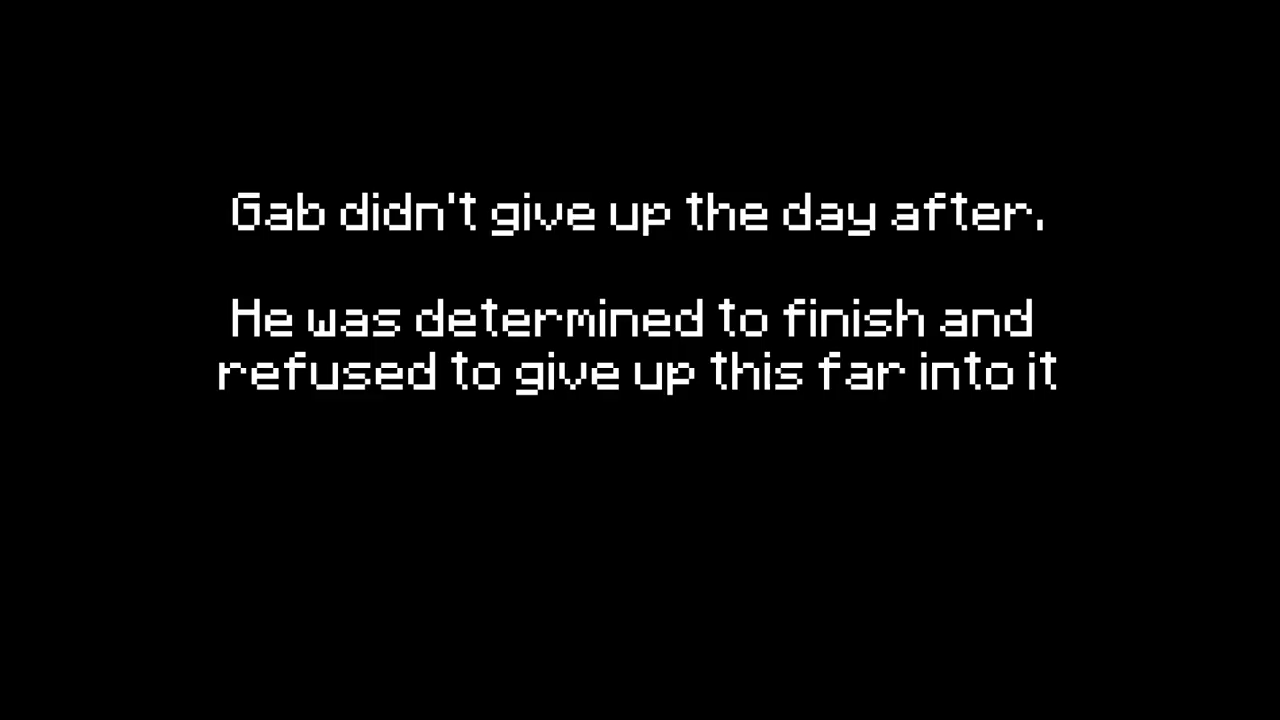 Gab didn't give up the day after.
He was determined to finish and
refused to give up this far into it